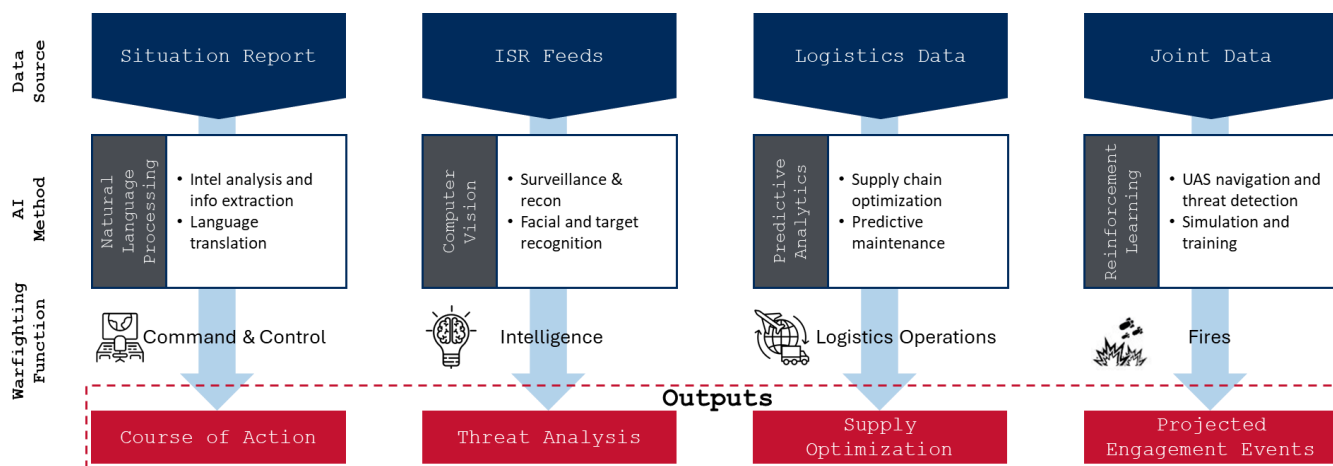 Data
Source
Situation Report
ISR Feeds
Logistics Data
Joint Data
AI
Method
Natural
Language
Processing
• Intel analysis and
info extraction
• Language
translation
Computer
Vision
• Surveillance &
recon
• Facial and target
recognition
Predictive
Analytics
• Supply chain
optimization
• Predictive
maintenance
Reinforcement
Learning
• UAS navigation and
threat detection
• Simulation and
training
Warfighting
Function
Command & Control
Intelligence
Logistics Operations
Fires
Outputs
Course of Action
Threat Analysis
Supply
Optimization
Projected
Engagement Events